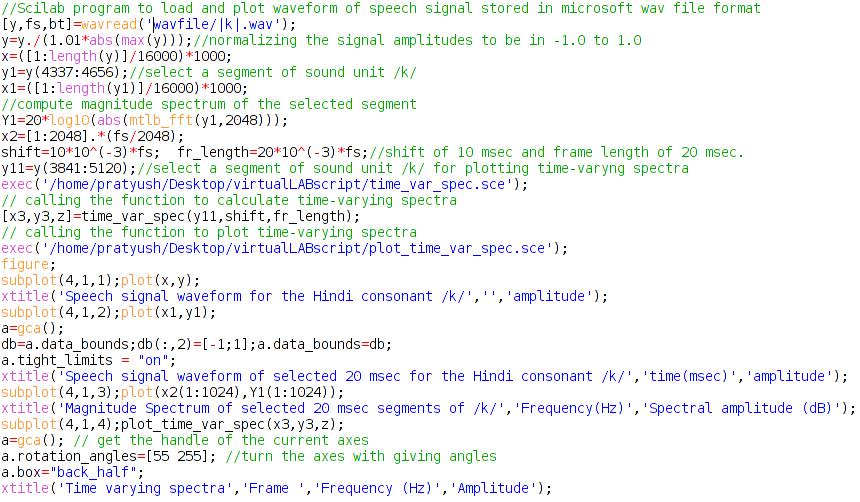 //Scilab program to load and plot waveform of speech signal stored in microsoft wav file format
[y,fs,bt]=wavread('wavfile/|k|.wav');
y=y./(1.01*abs(max(y)));//normalizing the signal amplitudes to be in -1.0 to 1.0
x=([1:length(y)]/16000)*1000;
y1=y(4337:4656);//select a segment of sound unit /k/
x1=([1:length(y1)]/16000)*1000;
//compute magnitude spectrum of the selected segment
Y1=20*log10(abs(mtlb_fft(y1,2048)));
x2=[1:2048].*(fs/2048);
shift=10*10^(-3)*fs;  fr_length=20*10^(-3)*fs;//shift of 10 msec and frame length of 20 msec.
y11=y(3841:5120);//select a segment of sound unit /k/ for plotting time-varyng spectra
exec('/home/pratyush/Desktop/virtualLABscript/time_var_spec.sce');
// calling the function to calculate time-varying spectra
[x3,y3,z]=time_var_spec(y11,shift,fr_length);
// calling the function to plot time-varying spectra
exec('/home/pratyush/Desktop/virtualLABscript/plot_time_var_spec.sce');
figure;
subplot(4,1,1);plot(x,y);
xtitle('Speech signal waveform for the Hindi consonant /k/','','amplitude');
subplot(4,1,2);plot(x1,y1);
a=gca();
db=a.data_bounds;db(:,2)=[-1;1];a.data_bounds=db;
a.tight_limits = "on";
xtitle('Speech signal waveform of selected 20 msec for the Hindi consonant /k/','time(msec)','amplitude');
subplot(4,1,3);plot(x2(1:1024),Y1(1:1024));
xtitle('Magnitude Spectrum of selected 20 msec segments of /k/','Frequency(Hz)','Spectral amplitude (dB)');
subplot(4,1,4);plot_time_var_spec(x3,y3,z);
a=gca(); // get the handle of the current axes
a.rotation_angles=[55 255]; //turn the axes with giving angles
a.box="back_half";
xtitle('Time varying spectra','Frame ','Frequency (Hz)','Amplitude');